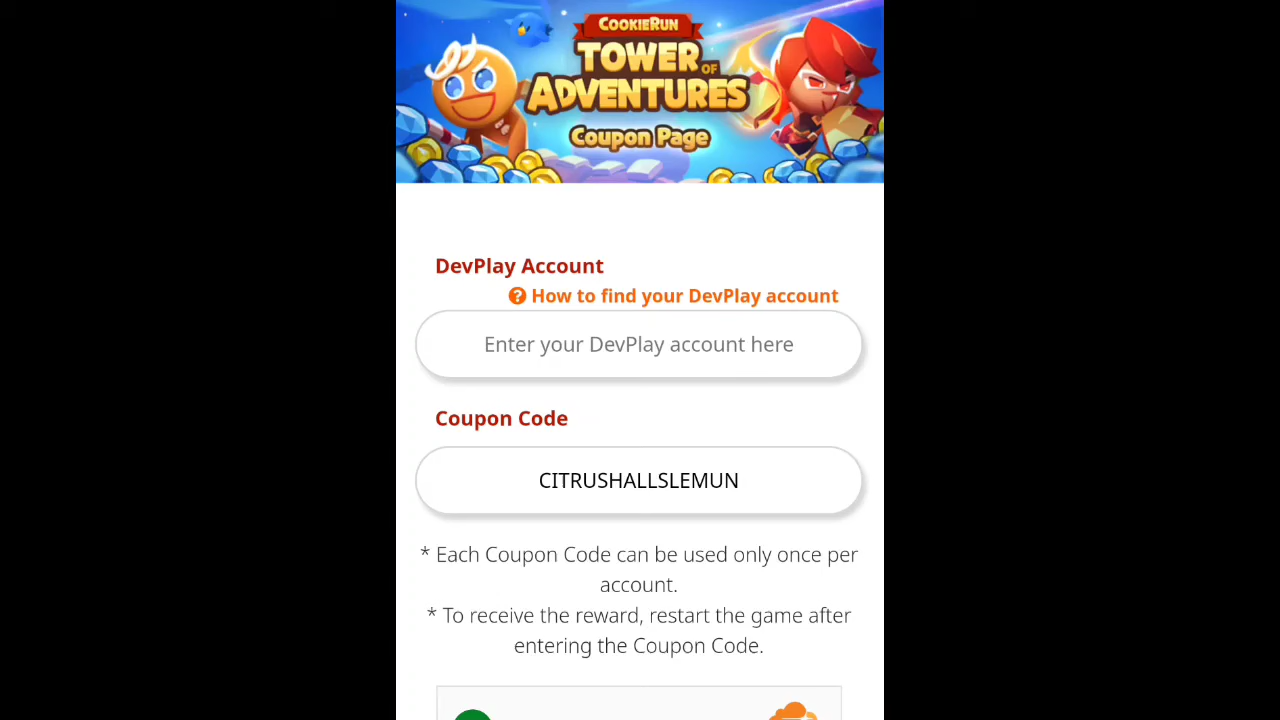 COOKIERUN
TOWER OF
ADVENTURES
Coupon Page
DevPlay Account
? How to find your DevPlay account
Enter your DevPlay account here
Coupon Code
CITRUSHALLSLEMUN
* Each Coupon Code can be used only once per
account.
* To receive the reward, restart the game after
entering the Coupon Code.